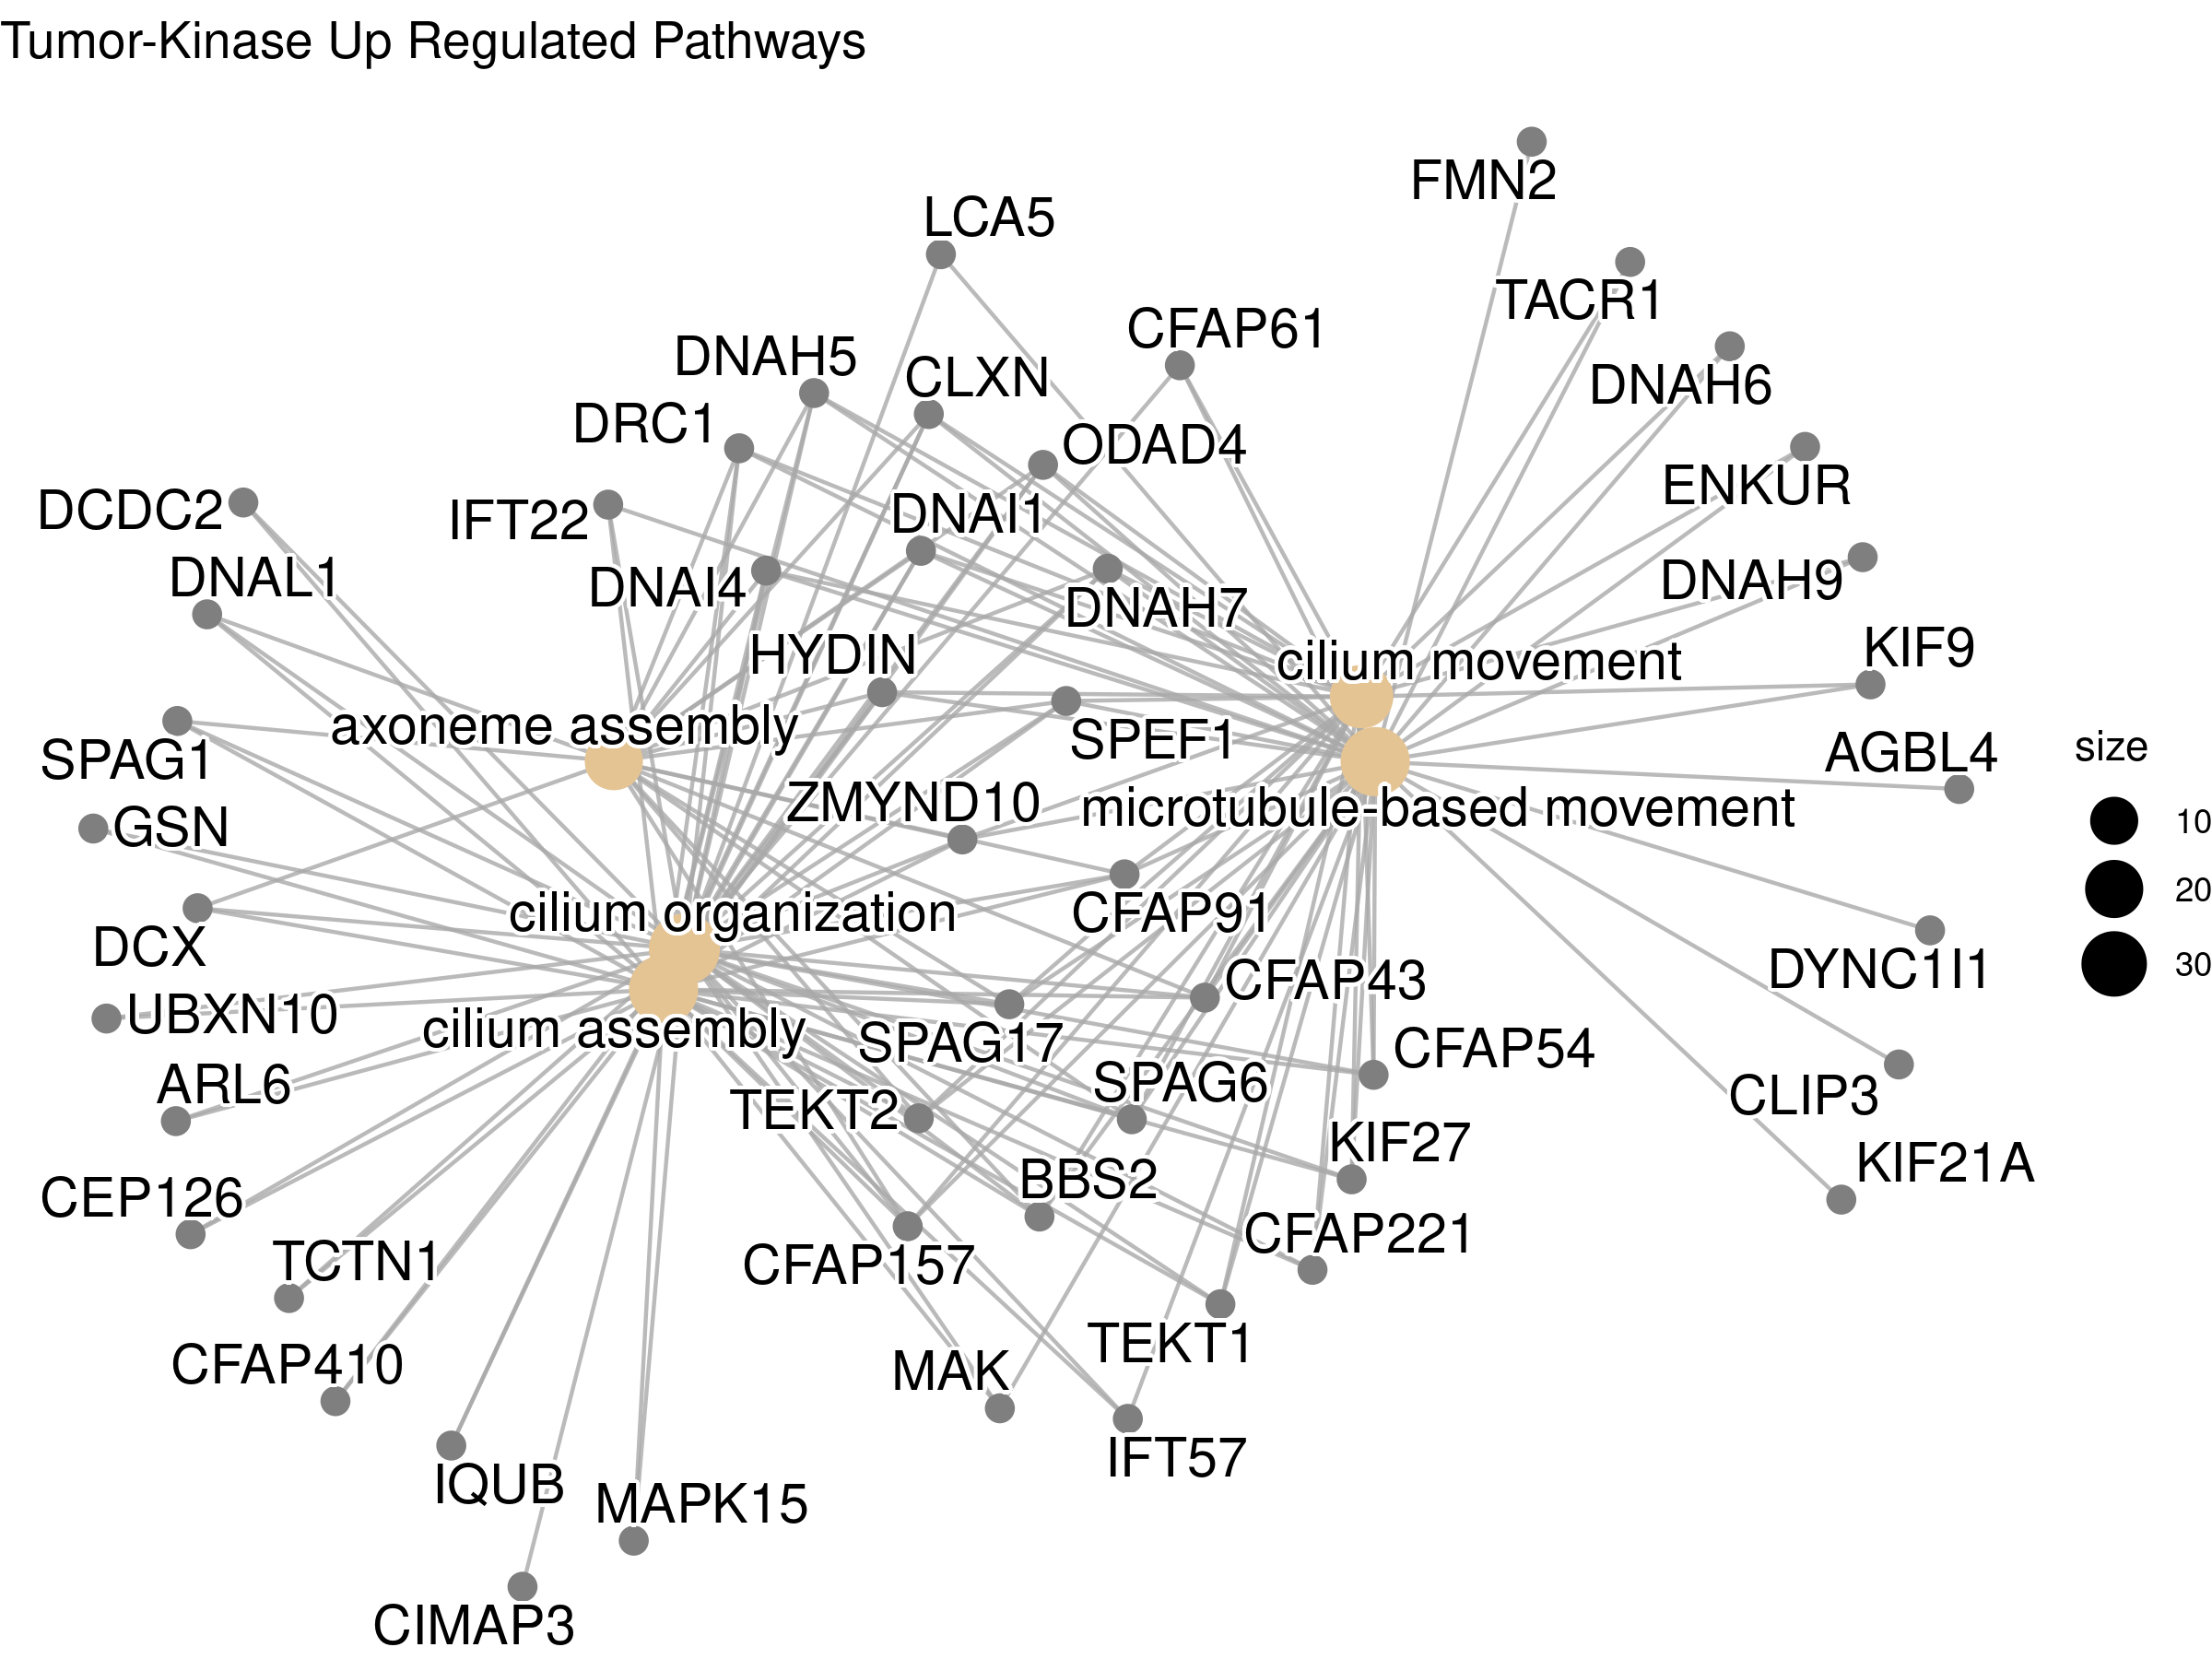 Tumor-Kinase Up Regulated Pathways
FMN2
LCA5
TACR1
CFAP61
DNAH5
CLXN
DNAH6
DRC1
ODAD4
ENKUR
DCDC2
IFT22
DNAI1
DNAL1
DNAI4
DNAH7
DNAH9
HYDIN
cilium movement
KIF9
axoneme assembly
SPEF1
SPAG1
AGBL4
size
ZMYND10
microtubule-based movement
10
GSN
20
cilium organization
CFAP91
DCX
30
DYNC1I1
CFAP43
UBXN10
cilium assembly
SPAG17
CFAP54
ARL6
SPAG6
CLIP3
TEKT2
KIF27
KIF21A
BBS2
CEP126
CFAP221
TCTN1
CFAP157
TEKT1
CFAP410
MAK
IFT57
IQUB
MAPK15
CIMAP3